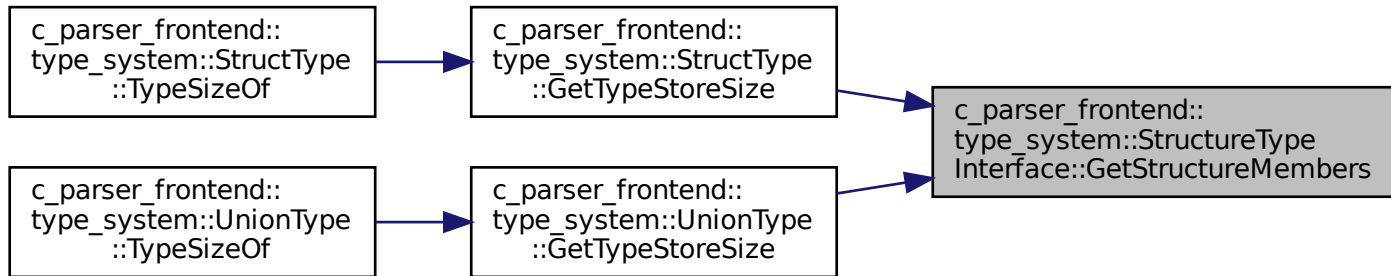 c_parser_frontend::
type_system::StructType
::TypeSizeOf
c_parser_frontend::
type_system::StructType
::GetTypeStoreSize
c_parser_frontend::
type_system::StructureType
Interface::GetStructureMembers
c_parser_frontend::
type_system::UnionType
::TypeSizeOf
c_parser_frontend::
type_system::UnionType
::GetTypeStoreSize